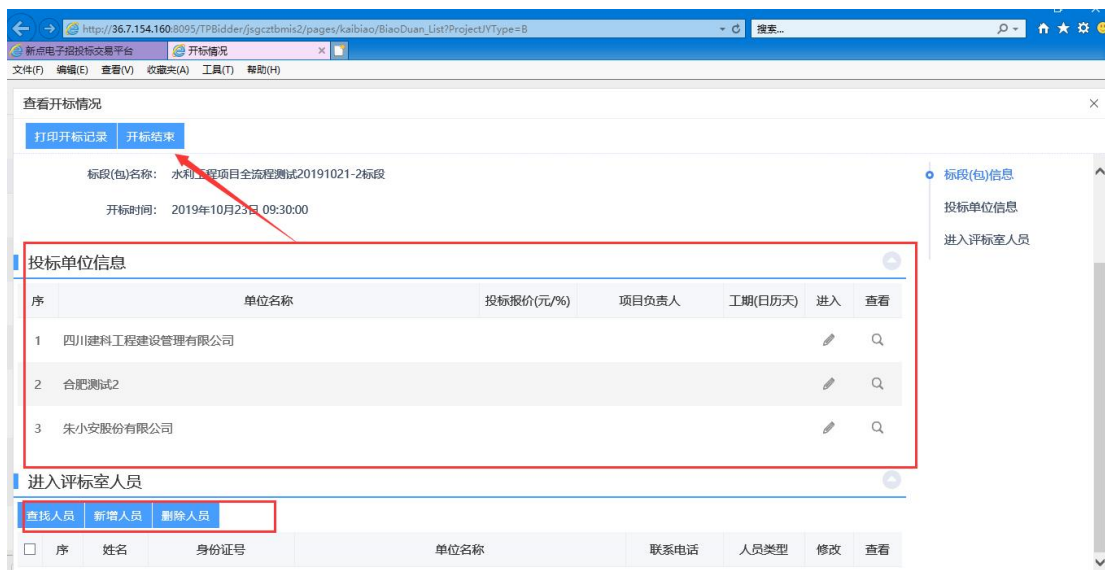 http://36.7.154.160:8095/TPBidder/jsgcztbmis2/pages/kaibiao/BiaoDuan_List?ProjectJYType=B 搜索...
新点电子招投标交易平台 开标情况
文件(F) 编辑(E) 查看(V) 收藏夹(A) 工具(T) 帮助(H)
查看开标情况
打印开标记录 开标结束
标段(包)名称: 水利工程项目全流程测试20191021-2标段
标段(包)信息
开标时间: 2019年10月23日 09:30:00
投标单位信息
进入评标室人员
投标单位信息
序 单位名称 投标报价(元/%) 项目负责人 工期(日历天) 进入 查看
1 四川建科工程建设管理有限公司
2 合肥测试2
3 朱小安股份有限公司
进入评标室人员
查找人员 新增人员 删除人员
序 姓名 身份证号 单位名称 联系电话 人员类型 修改 查看